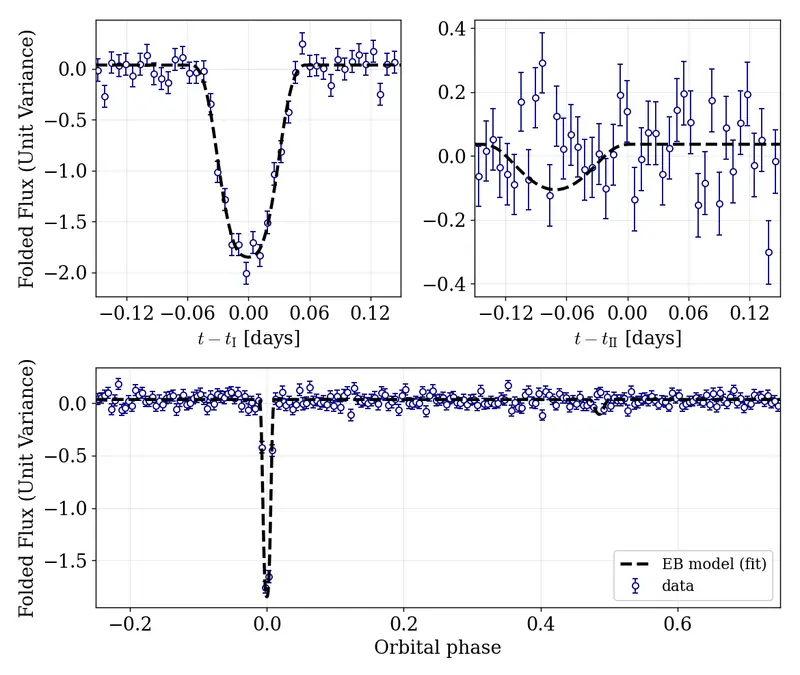 Folded Flux (Unit Variance)
0.0
−0.5
−1.0
−1.5
−2.0
−0.12 −0.06 0.00 0.06 0.12
t − t_I [days]
0.4
0.2
0.0
−0.2
−0.4
−0.12 −0.06 0.00 0.06 0.12
t − t_II [days]
Folded Flux (Unit Variance)
0.0
−0.5
−1.0
−1.5
−0.2 0.0 0.2 0.4 0.6
Orbital phase
EB model (fit)
data